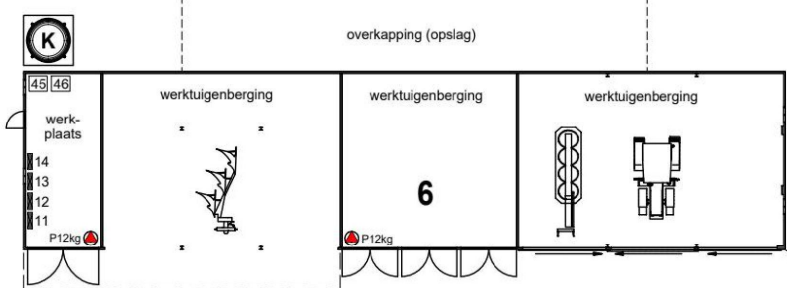 K
overkapping (opslag)
45 46
werktuigenberging
werktuigenberging
werktuigenberging
werk-
plaats
14
13
12
11
6
P12kg
P12kg